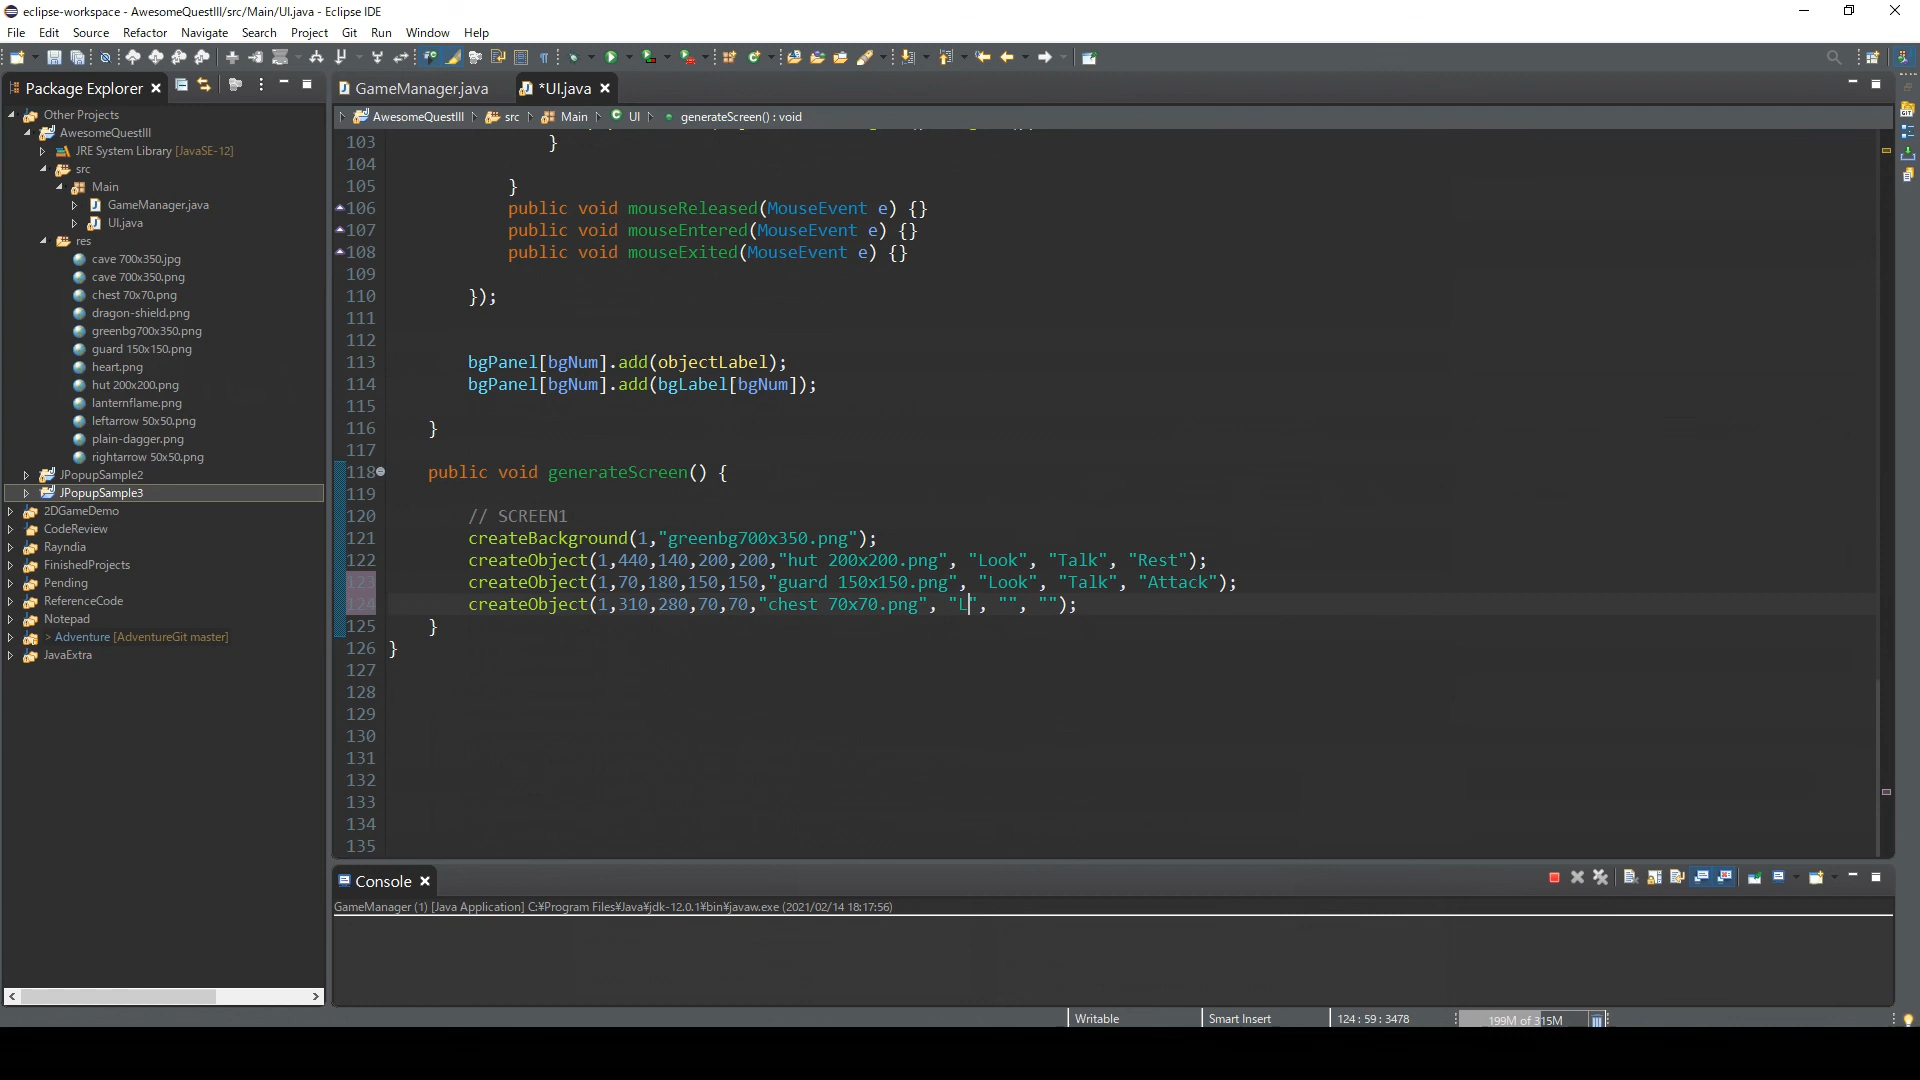 eclipse-workspace - AwesomeQuestIII/src/Main/UI.java - Eclipse IDE
File Edit Source Refactor Navigate Search Project Git Run Window Help
Package Explorer
GameManager.java
*UI.java
AwesomeQuestIII src Main UI generateScreen() : void
Other Projects
AwesomeQuestIII
JRE System Library [JavaSE-12]
src
Main
GameManager.java
UI.java
res
cave 700x350.jpg
cave 700x350.png
chest 70x70.png
dragon-shield.png
greenbg700x350.png
guard 150x150.png
heart.png
hut 200x200.png
lanternflame.png
leftarrow 50x50.png
plain-dagger.png
rightarrow 50x50.png
JPopupSample2
JPopupSample3
2DGameDemo
CodeReview
Rayndia
FinishedProjects
Pending
ReferenceCode
Notepad
> Adventure [AdventureGit master]
JavaExtra
103 }
104
105 }
106 public void mouseReleased(MouseEvent e) {}
107 public void mouseEntered(MouseEvent e) {}
108 public void mouseExited(MouseEvent e) {}
109
110 });
111
112
113 bgPanel[bgNum].add(objectLabel);
114 bgPanel[bgNum].add(bgLabel[bgNum]);
115
116 }
117
118 public void generateScreen() {
119
120 // SCREEN1
121 createBackground(1,"greenbg700x350.png");
122 createObject(1,440,140,200,200,"hut 200x200.png", "Look", "Talk", "Rest");
123 createObject(1,70,180,150,150,"guard 150x150.png", "Look", "Talk", "Attack");
124 createObject(1,310,280,70,70,"chest 70x70.png", "L", "", "");
125 }
126 }
127
128
129
130
131
132
133
134
135
Console
GameManager (1) [Java Application] C:¥Program Files¥Java¥jdk-12.0.1¥bin¥javaw.exe (2021/02/14 18:17:56)
Writable Smart Insert 124 : 59 : 3478 199M of 315M